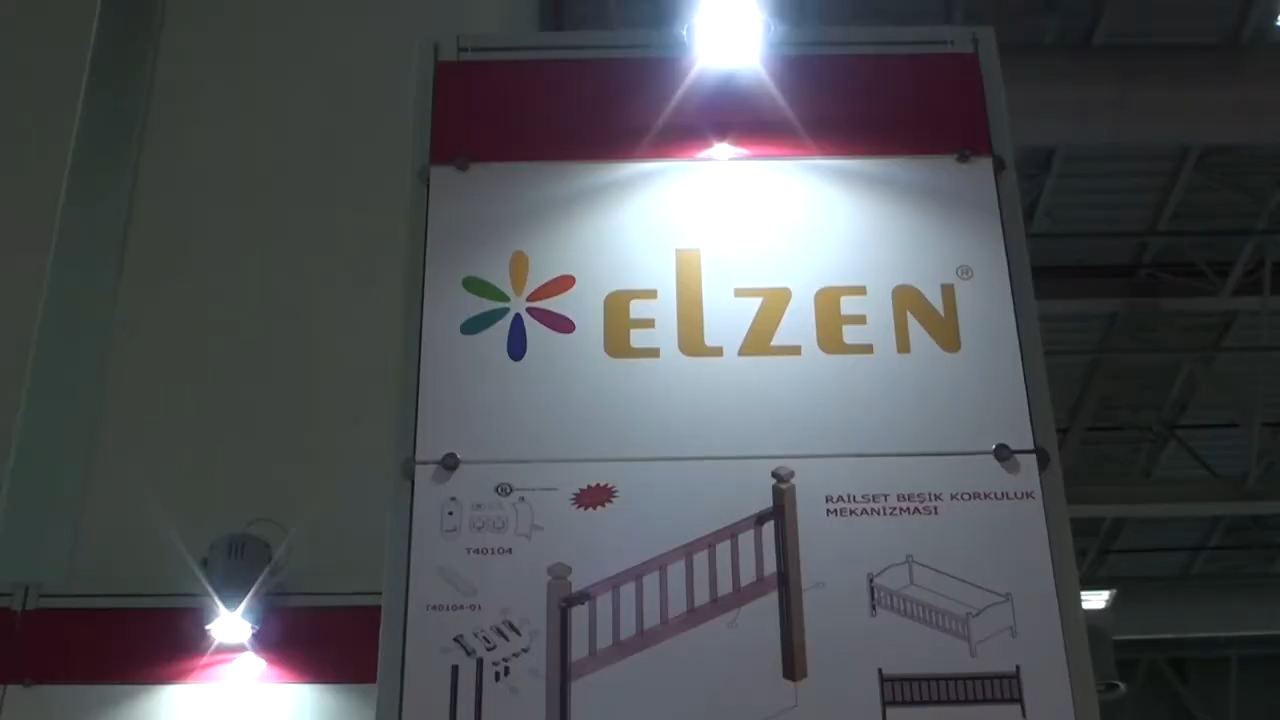 ELZEN®
RAİLSET BEŞİK KORKULUK
MEKANİZMASI
T40104
T40104-01